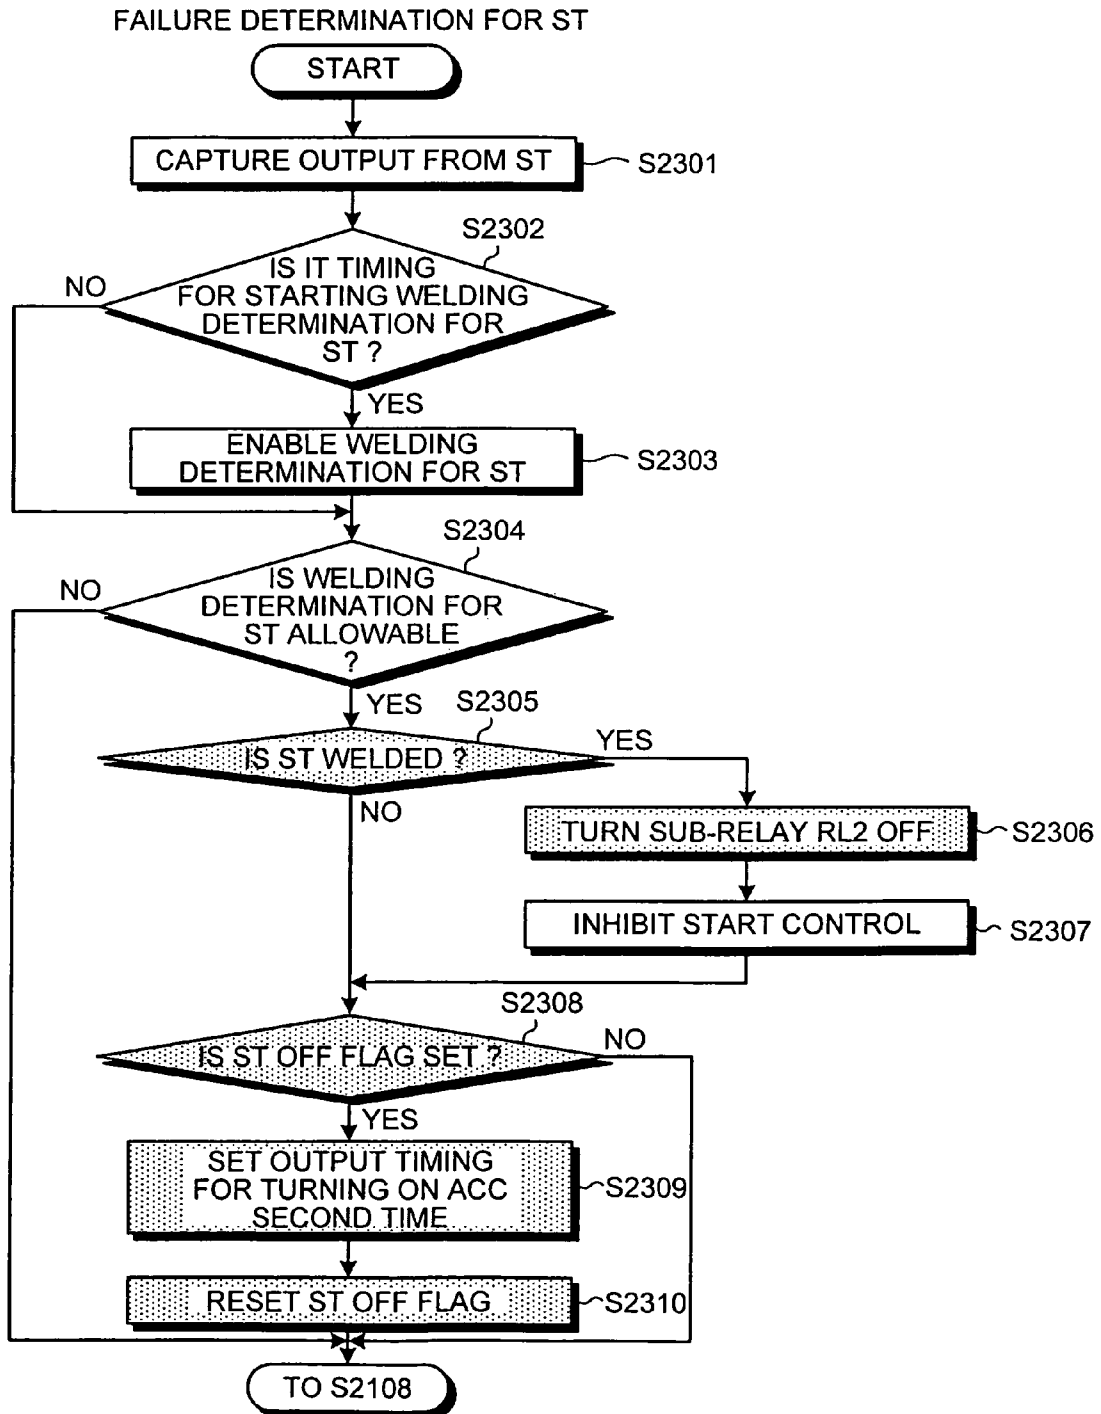 FAILURE DETERMINATION FOR ST
START
CAPTURE OUTPUT FROM ST
S2301
S2302
IS IT TIMING
FOR STARTING WELDING
DETERMINATION FOR
ST ?
NO
YES
ENABLE WELDING
DETERMINATION FOR ST
S2303
S2304
IS WELDING
DETERMINATION FOR
ST ALLOWABLE
?
NO
YES
S2305
IS ST WELDED ?
YES
NO
TURN SUB-RELAY RL2 OFF
S2306
INHIBIT START CONTROL
S2307
S2308
IS ST OFF FLAG SET ?
NO
YES
SET OUTPUT TIMING
FOR TURNING ON ACC
SECOND TIME
S2309
RESET ST OFF FLAG
S2310
TO S2108